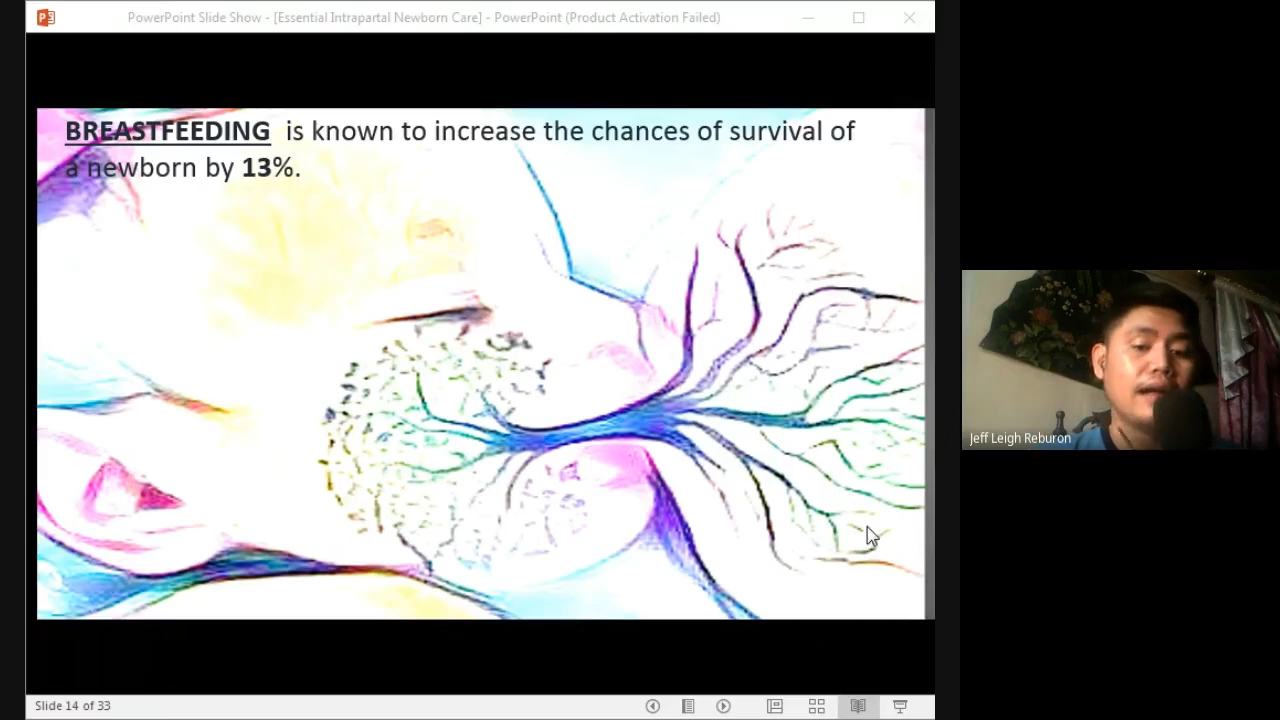 PowerPoint Slide Show - [Essential Intrapartal Newborn Care] - PowerPoint (Product Activation Failed)
BREASTFEEDING is known to increase the chances of survival of
a newborn by 13%.
Jeff Leigh Reburon
Slide 14 of 33